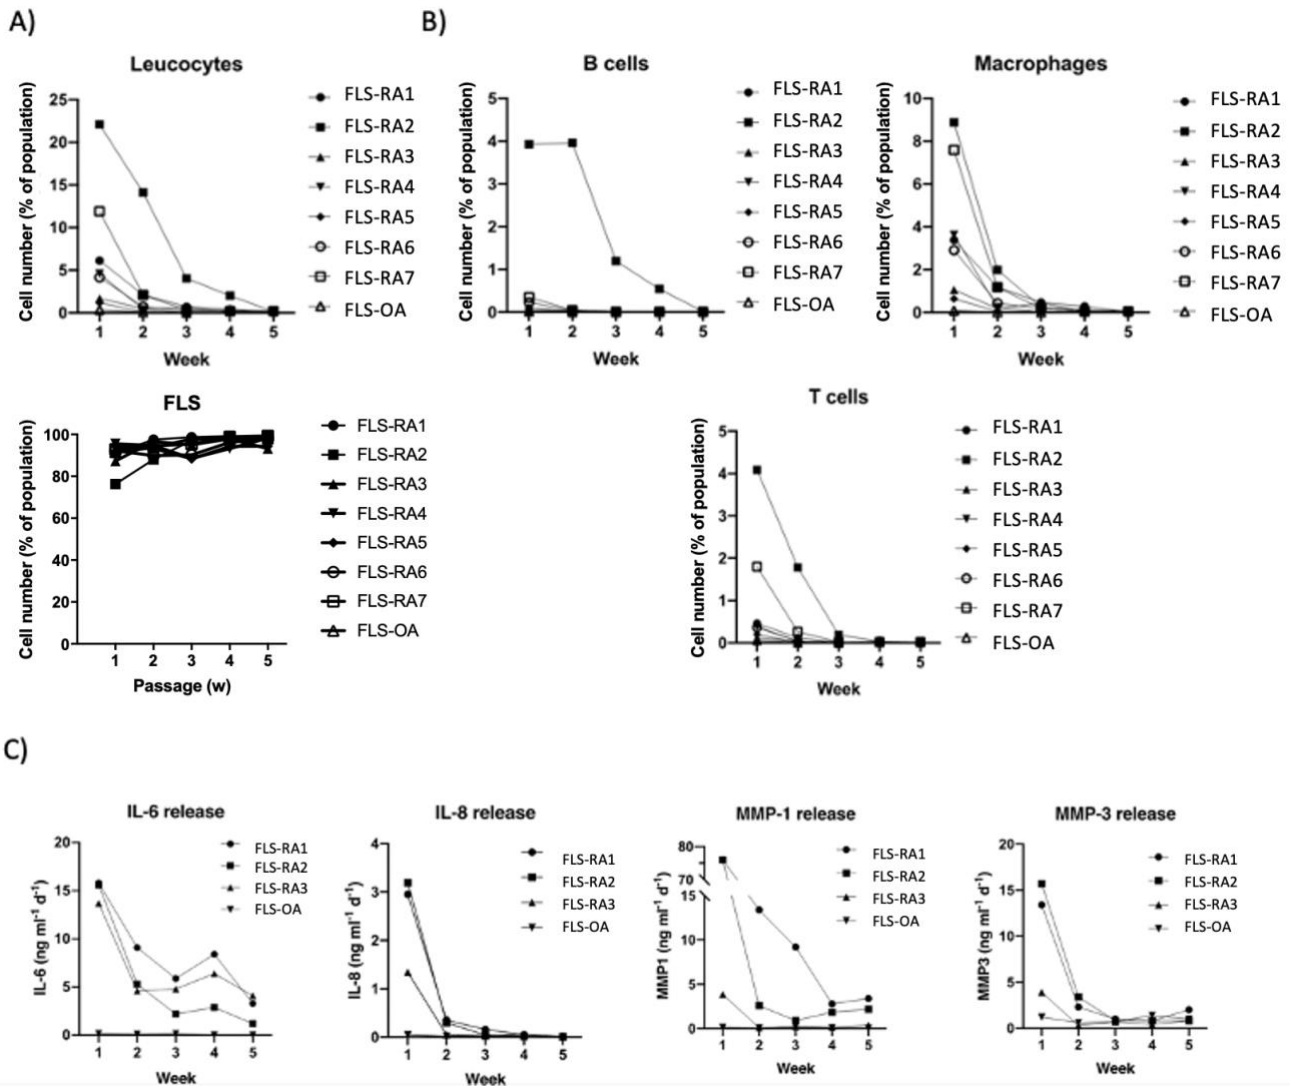 A)
B)
Leucocytes
Cell number (% of population)
25
20
15
10
5
0
1 2 3 4 5
Week
FLS-RA1
FLS-RA2
FLS-RA3
FLS-RA4
FLS-RA5
FLS-RA6
FLS-RA7
FLS-OA
B cells
Cell number (% of population)
5
4
3
2
1
0
1 2 3 4 5
Week
FLS-RA1
FLS-RA2
FLS-RA3
FLS-RA4
FLS-RA5
FLS-RA6
FLS-RA7
FLS-OA
Macrophages
Cell number (% of population)
10
8
6
4
2
0
1 2 3 4 5
Week
FLS-RA1
FLS-RA2
FLS-RA3
FLS-RA4
FLS-RA5
FLS-RA6
FLS-RA7
FLS-OA
FLS
Cell number (% of population)
100
80
60
40
20
0
1 2 3 4 5
Passage (w)
FLS-RA1
FLS-RA2
FLS-RA3
FLS-RA4
FLS-RA5
FLS-RA6
FLS-RA7
FLS-OA
T cells
Cell number (% of population)
5
4
3
2
1
0
1 2 3 4 5
Week
FLS-RA1
FLS-RA2
FLS-RA3
FLS-RA4
FLS-RA5
FLS-RA6
FLS-RA7
FLS-OA
C)
IL-6 release
IL-6 (ng ml⁻¹ d⁻¹)
20
15
10
5
0
1 2 3 4 5
Week
FLS-RA1
FLS-RA2
FLS-RA3
FLS-OA
IL-8 release
IL-8 (ng ml⁻¹ d⁻¹)
4
3
2
1
0
1 2 3 4 5
Week
FLS-RA1
FLS-RA2
FLS-RA3
FLS-OA
MMP-1 release
MMP1 (ng ml⁻¹ d⁻¹)
80
70
15
10
5
0
1 2 3 4 5
Week
FLS-RA1
FLS-RA2
FLS-RA3
FLS-OA
MMP-3 release
MMP3 (ng ml⁻¹ d⁻¹)
20
15
10
5
0
1 2 3 4 5
Week
FLS-RA1
FLS-RA2
FLS-RA3
FLS-OA